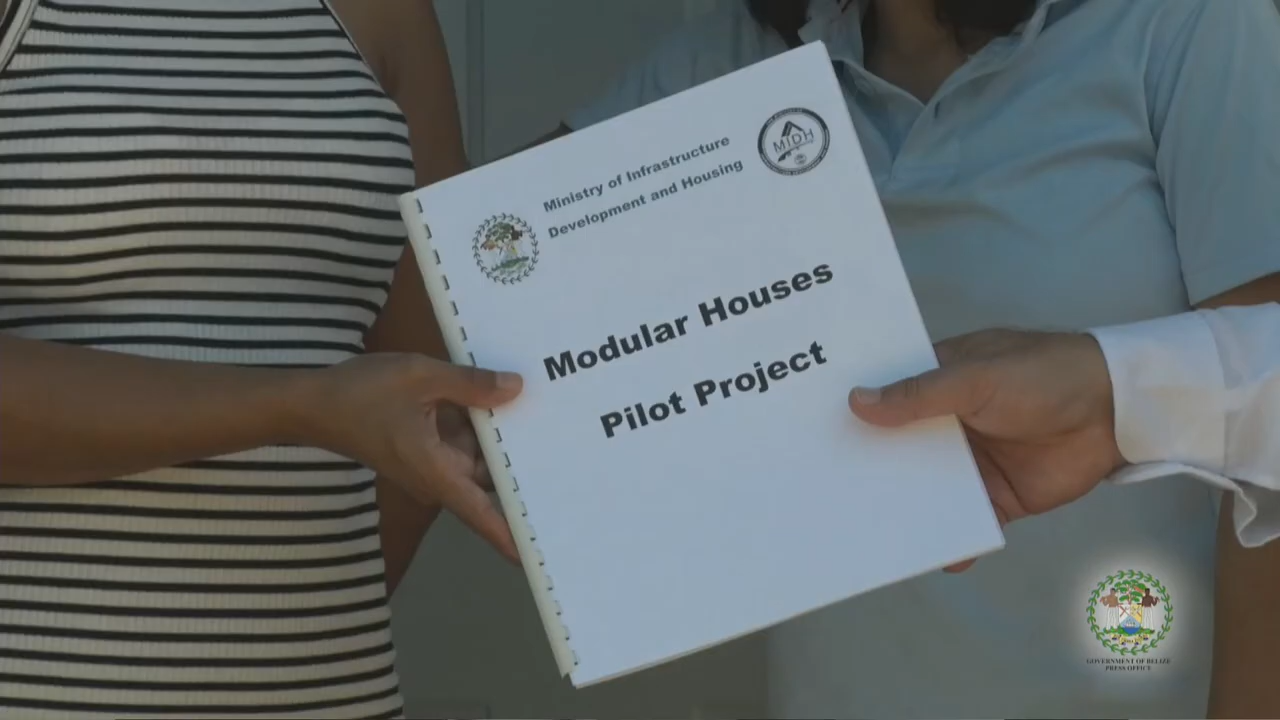 Ministry of Infrastructure
Development and Housing
MIDH
Modular Houses
Pilot Project
GOVERNMENT OF BELIZE
PRESS OFFICE